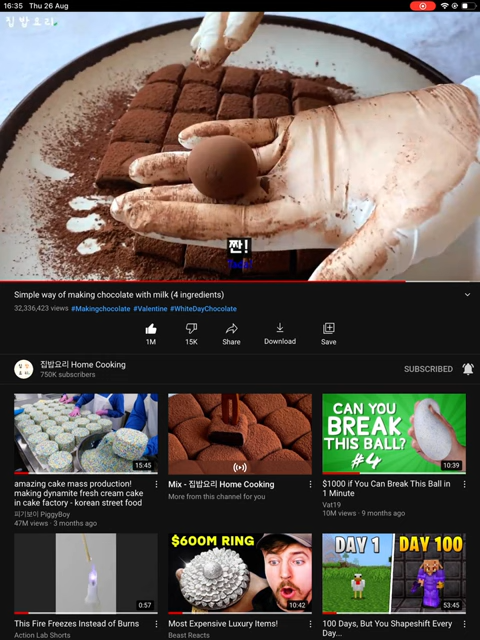 16:35 Thu 26 Aug
집밥요리
짠!
Tada!
Simple way of making chocolate with milk (4 ingredients)
32,336,423 views #Makingchocolate #Valentine #WhiteDayChocolate
1M
15K
Share
Download
Save
집밥요리 Home Cooking
750K subscribers
SUBSCRIBED
15:45
CAN YOU
BREAK
THIS BALL?
#4
10:39
amazing cake mass production!
making dynamite fresh cream cake
in cake factory - korean street food
피기보이 PiggyBoy
47M views · 3 months ago
Mix - 집밥요리 Home Cooking
More from this channel for you
$1000 if You Can Break This Ball in
1 Minute
Vat19
10M views · 9 months ago
0:57
$600M RING
10:42
DAY 1
DAY 100
53:45
This Fire Freezes Instead of Burns
Action Lab Shorts
Most Expensive Luxury Items!
Beast Reacts
100 Days, But You Shapeshift Every
Day...